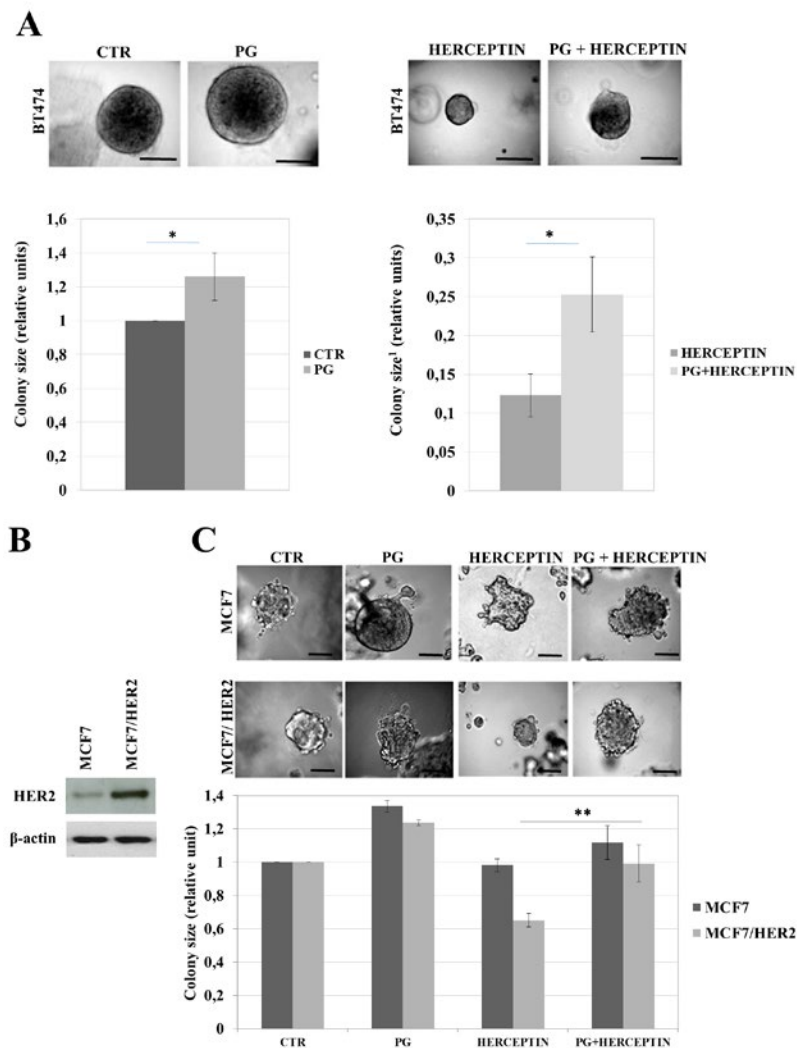 A
CTR
PG
HERCEPTIN
PG + HERCEPTIN
BT474
BT474
Colony size (relative units)
1,6
1,4
1,2
1
0,8
0,6
0,4
0,2
0
*
CTR
PG
Colony size¹ (relative units)
0,35
0,3
0,25
0,2
0,15
0,1
0,05
0
*
HERCEPTIN
PG+HERCEPTIN
B
MCF7
MCF7/HER2
HER2
β-actin
C
CTR
PG
HERCEPTIN
PG + HERCEPTIN
MCF7
MCF7/ HER2
Colony size (relative unit)
1,4
1,2
1
0,8
0,6
0,4
0,2
0
**
MCF7
MCF7/HER2
CTR
PG
HERCEPTIN
PG+HERCEPTIN